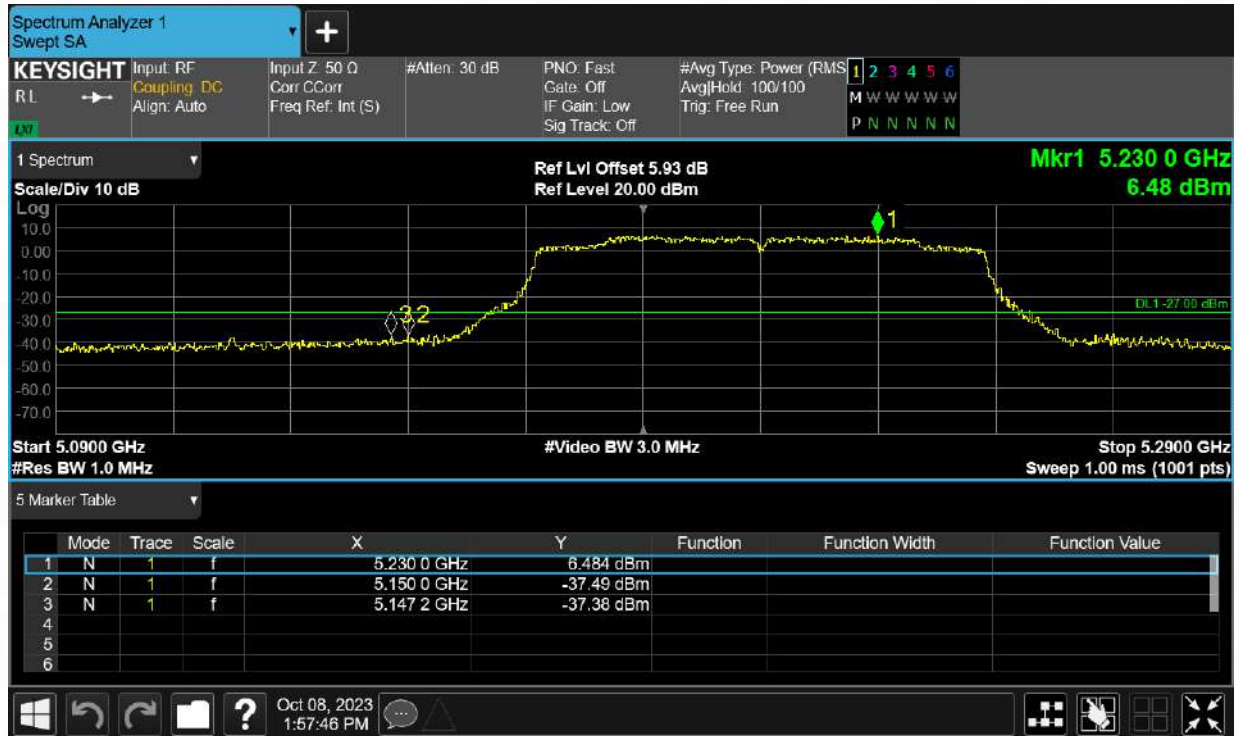 Spectrum Analyzer 1
Swept SA
KEYSIGHT
RL
LXI
Input: RF
Coupling: DC
Align: Auto
Input Z: 50 Ω
Corr CCorr
Freq Ref: Int (S)
#Atten: 30 dB
PNO: Fast
Gate: Off
IF Gain: Low
Sig Track: Off
#Avg Type: Power (RMS
Avg|Hold: 100/100
Trig: Free Run
1 2 3 4 5 6
M W W W W W
P N N N N N
1 Spectrum
Scale/Div 10 dB
Ref Lvl Offset 5.93 dB
Ref Level 20.00 dBm
Mkr1 5.230 0 GHz
6.48 dBm
Log
10.0
0.00
-10.0
-20.0
-30.0
-40.0
-50.0
-60.0
-70.0
1
3 2
DL1 -27.00 dBm
Start 5.0900 GHz
#Res BW 1.0 MHz
#Video BW 3.0 MHz
Stop 5.2900 GHz
Sweep 1.00 ms (1001 pts)
5 Marker Table
Mode Trace Scale X Y Function Function Width Function Value
1 N 1 f 5.230 0 GHz 6.484 dBm
2 N 1 f 5.150 0 GHz -37.49 dBm
3 N 1 f 5.147 2 GHz -37.38 dBm
4
5
6
Oct 08, 2023
1:57:46 PM